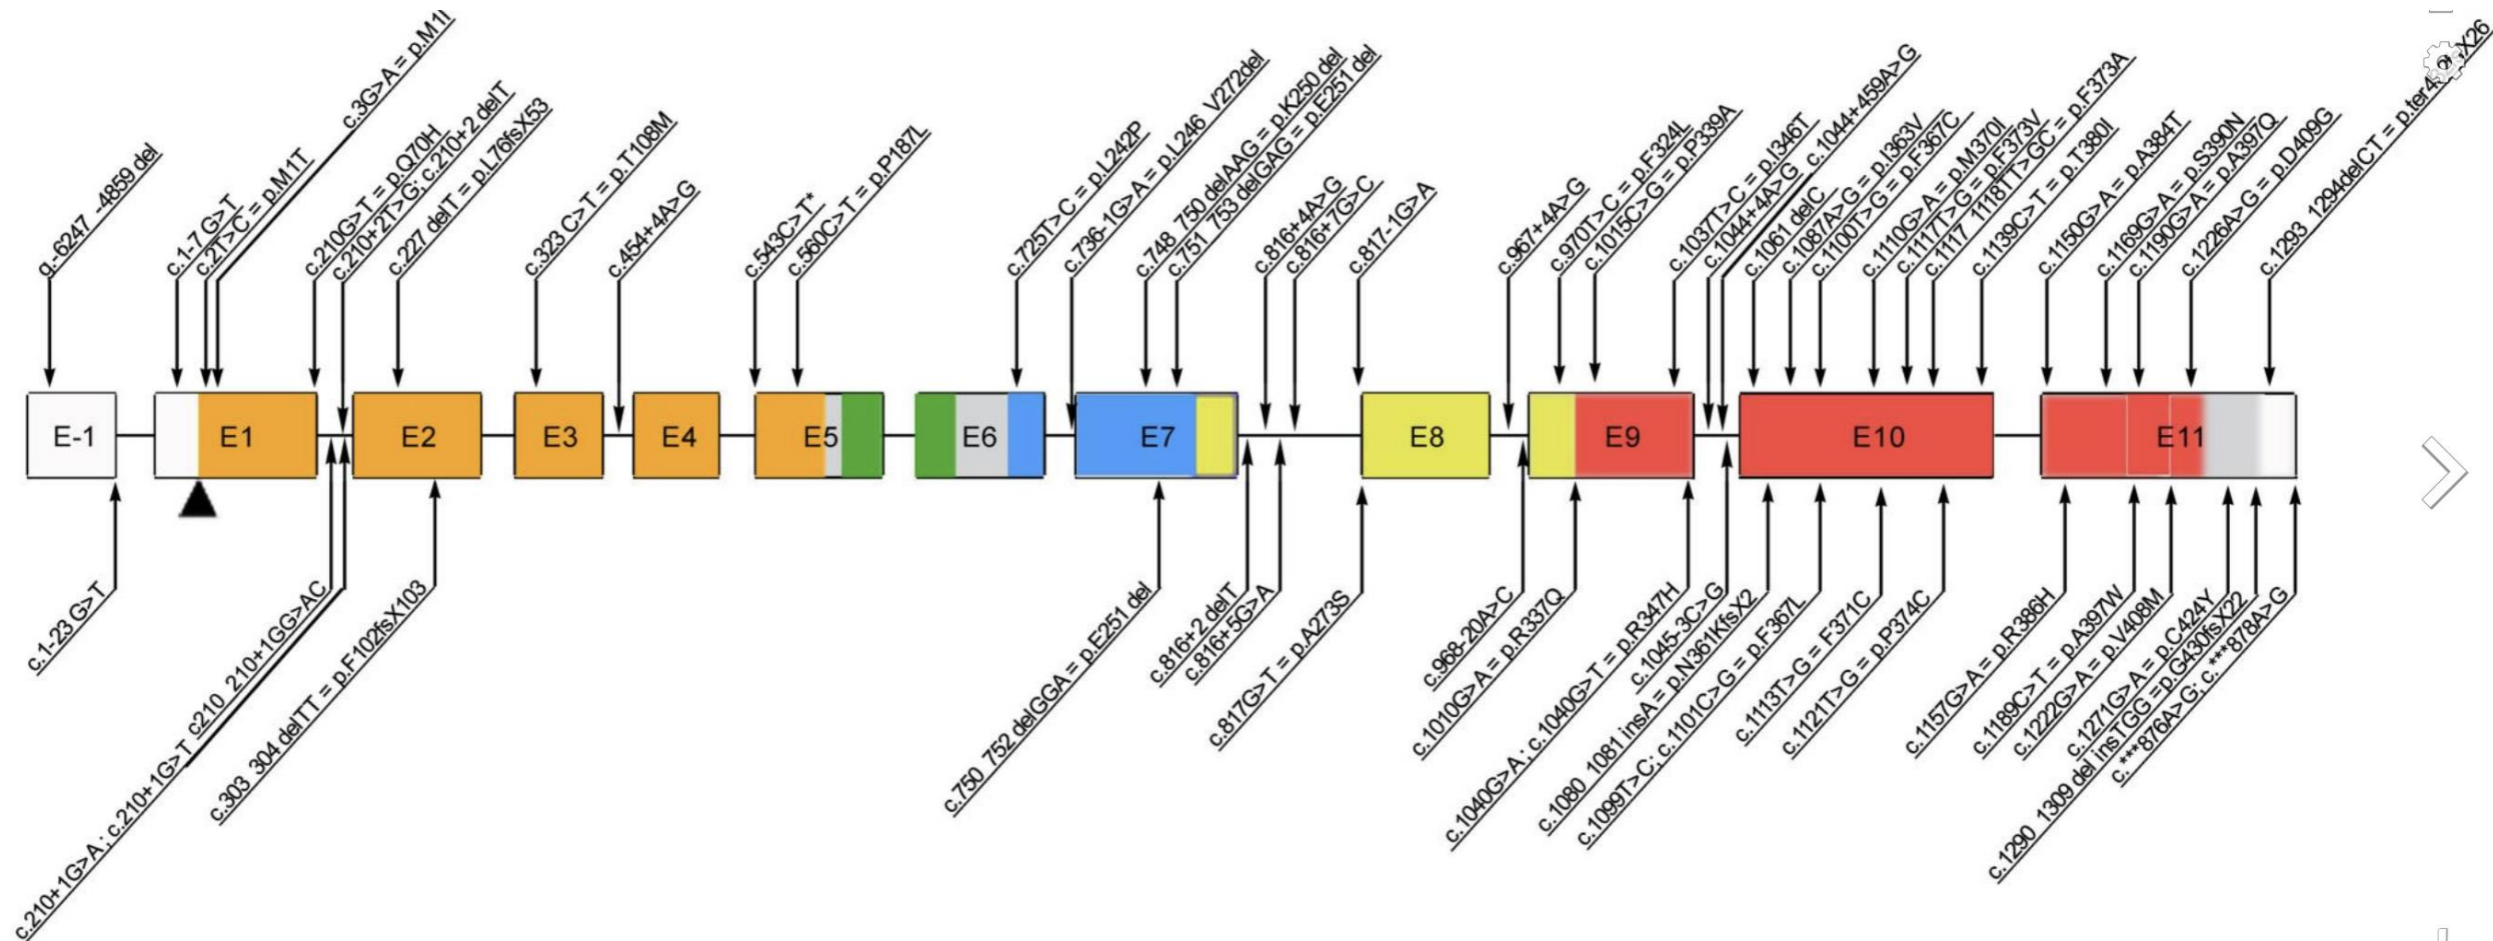 g.-6247_-4859 del
c.1-7 G>T
c.2T>C = p.M1T
c.3G>A = p.M1I
c.210G>T = p.Q70H
c.210+2T>G; c.210+2 delT
c.227 delT = p.L76fsX53
c.323 C>T = p.T108M
c.454+4A>G
c.543C>T*
c.560C>T = p.P187L
c.725T>C = p.L242P
c.736-1G>A = p.L246_V272del
c.748_750 delAAG = p.K250 del
c.751_753 delGAG = p.E251 del
c.816+4A>G
c.816+7G>C
c.817-1G>A
c.967+4A>G
c.970T>C = p.F324L
c.1015C>G = p.P339A
c.1037T>C = p.I346T
c.1044+4A>G
c.1044+459A>G
c.1061 delC
c.1087A>G = p.I363V
c.1100T>G = p.F367C
c.1110G>A = p.M370I
c.1117T>G = p.F373V
c.1117_1118TT>GC = p.F373A
c.1139C>T = p.T380I
c.1150G>A = p.A384T
c.1169G>A = p.S390N
c.1190G>A = p.A397Q
c.1226A>G = p.D409G
c.1293_1294delCT =
E-1
E1
E2
E3
E4
E5
E6
E7
E8
E9
E10
E11
c.1-23 G>T
c210_210+1GG>AC
c.210+1G>A ; c.210+1G>T
c.303_304 delTT = p.F102fsX103
c.750_752 delGGA = p.E251 del
c.816+2 delT
c.816+5G>A
c.817G>T = p.A273S
c.968-20A>C
c.1010G>A = p.R337Q
c.1040G>A ; c.1040G>T = p.R347H
c.1045-3C>G
c.1080_1081 insA = p.N361KfsX2
c.1099T>C; c.1101C>G = p.F367L
c.1113T>G = F371C
c.1121T>G = p.P374C
c.1157G>A = p.R386H
c.1189C>T = p.A397W
c.1222G>A = p.V408M
c.1271G>A = p.C424Y
c.1290_1309 del insTGG =p.G430fsX22
c.***876A>G; c.***878A>G